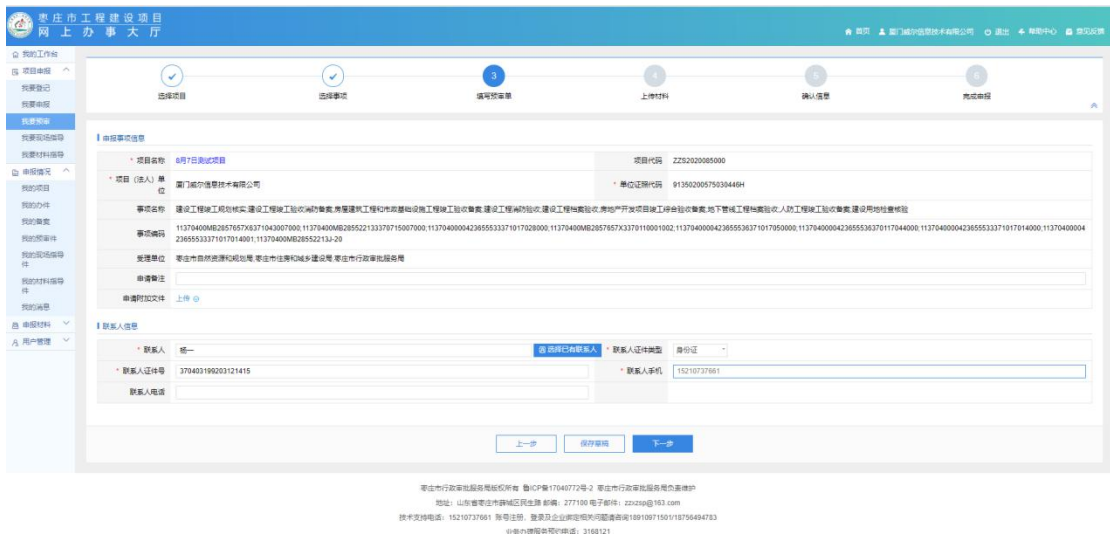 枣庄市工程建设项目
网上办事大厅
首页 厦门威尔信息技术有限公司 退出 帮助中心 意见反馈
我的工作台
项目申报
我要登记
我要申报
我要预审
我要现场指导
我要材料指导
申报情况
我的项目
我的办件
我的备案
我的预审件
我的现场指导件
我的材料指导件
我的消息
申报材料
用户管理
选择项目
选择事项
3 填写预审单
4 上传材料
5 确认信息
6 完成申报
申报事项信息
* 项目名称 8月7日测试项目 项目代码 ZZS2020085000
* 项目（法人）单位 厦门威尔信息技术有限公司 * 单位证照代码 91350200575030446H
事项名称 建设工程竣工规划核实;建设工程竣工验收消防备案;房屋建筑工程和市政基础设施工程竣工验收备案;建设工程消防验收;建设工程档案验收;房地产开发项目竣工综合验收备案;地下管线工程档案验收;人防工程竣工验收备案;建设用地检查核验
事项编码
受理单位 枣庄市自然资源和规划局,枣庄市住房和城乡建设局,枣庄市行政审批服务局
申请备注
申请附加文件 上传
联系人信息
* 联系人 杨一 选择已有联系人 * 联系人证件类型 身份证
* 联系人证件号 370403199203121415 * 联系人手机 15210737661
联系人电话
上一步 保存草稿 下一步
枣庄市行政审批服务局版权所有 鲁ICP备17040772号-2 枣庄市行政审批服务局负责维护
地址：山东省枣庄市薛城区民生路 邮编：277100 电子邮件：zzxzsp@163.com
技术支持电话：15210737661 账号注册、登录及企业绑定相关问题请咨询18910971501/18756494783
业务办理服务预约电话：3168121